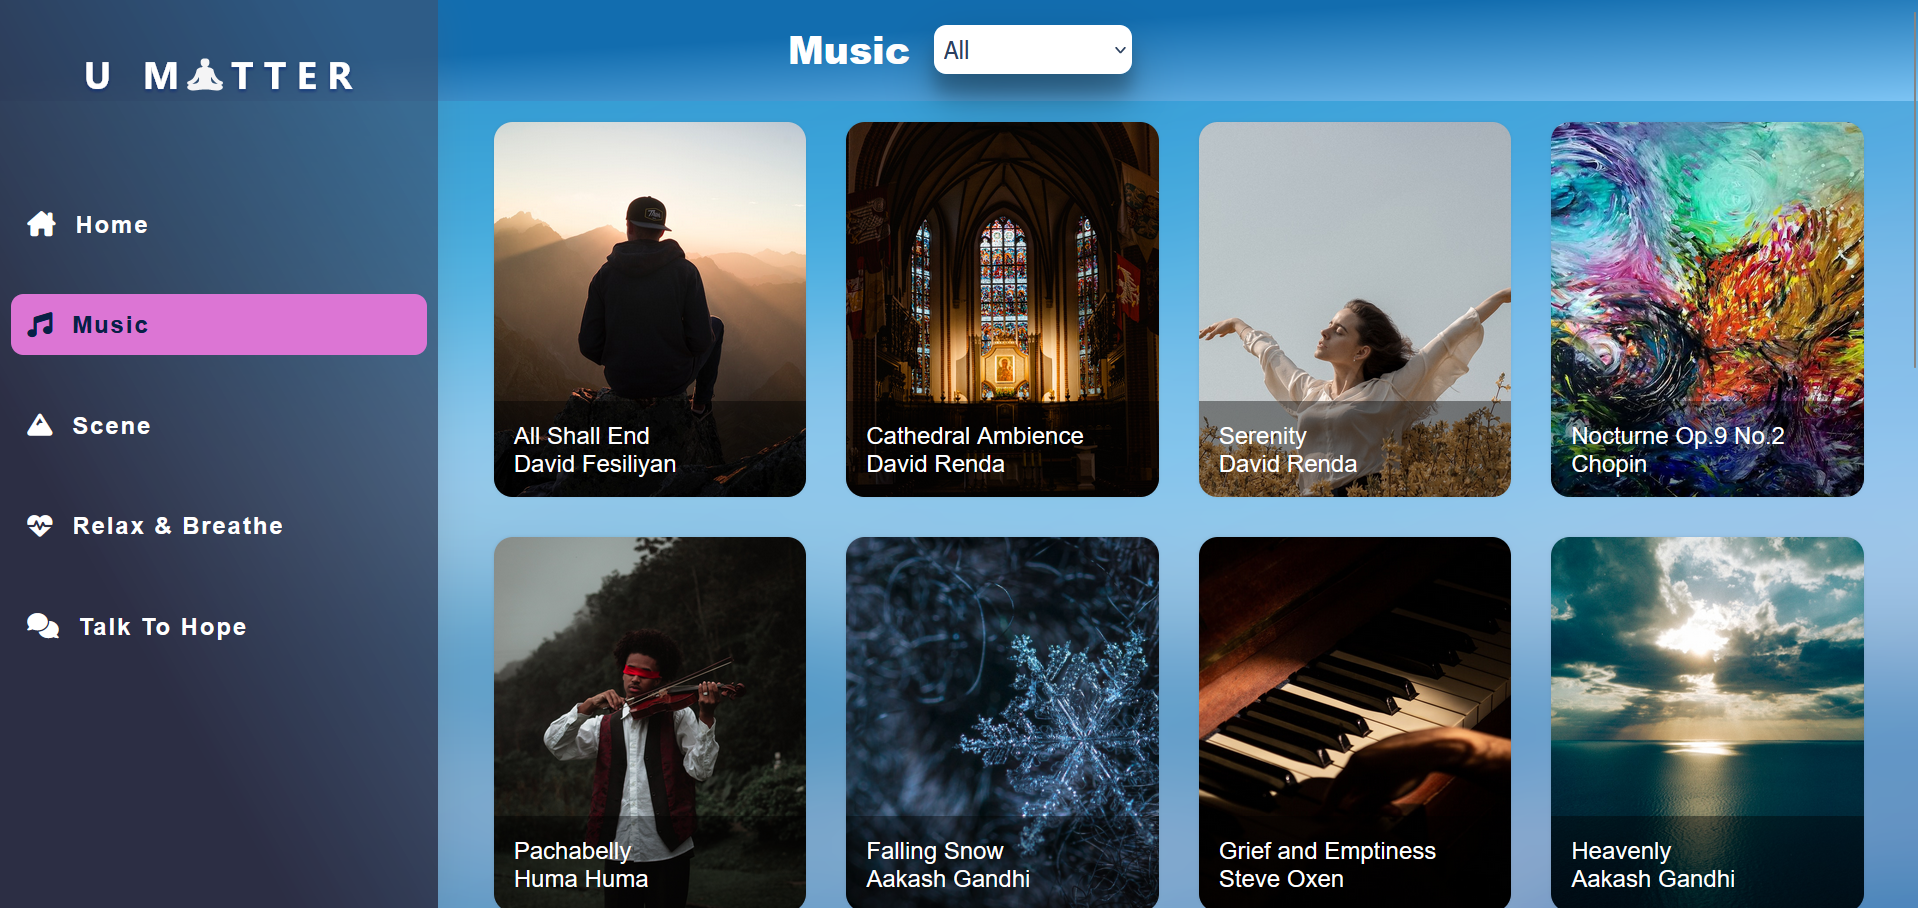 U MATTER
Home
Music
Scene
Relax & Breathe
Talk To Hope
Music
All
All Shall End
David Fesiliyan
Cathedral Ambience
David Renda
Serenity
David Renda
Nocturne Op.9 No.2
Chopin
Pachabelly
Huma Huma
Falling Snow
Aakash Gandhi
Grief and Emptiness
Steve Oxen
Heavenly
Aakash Gandhi